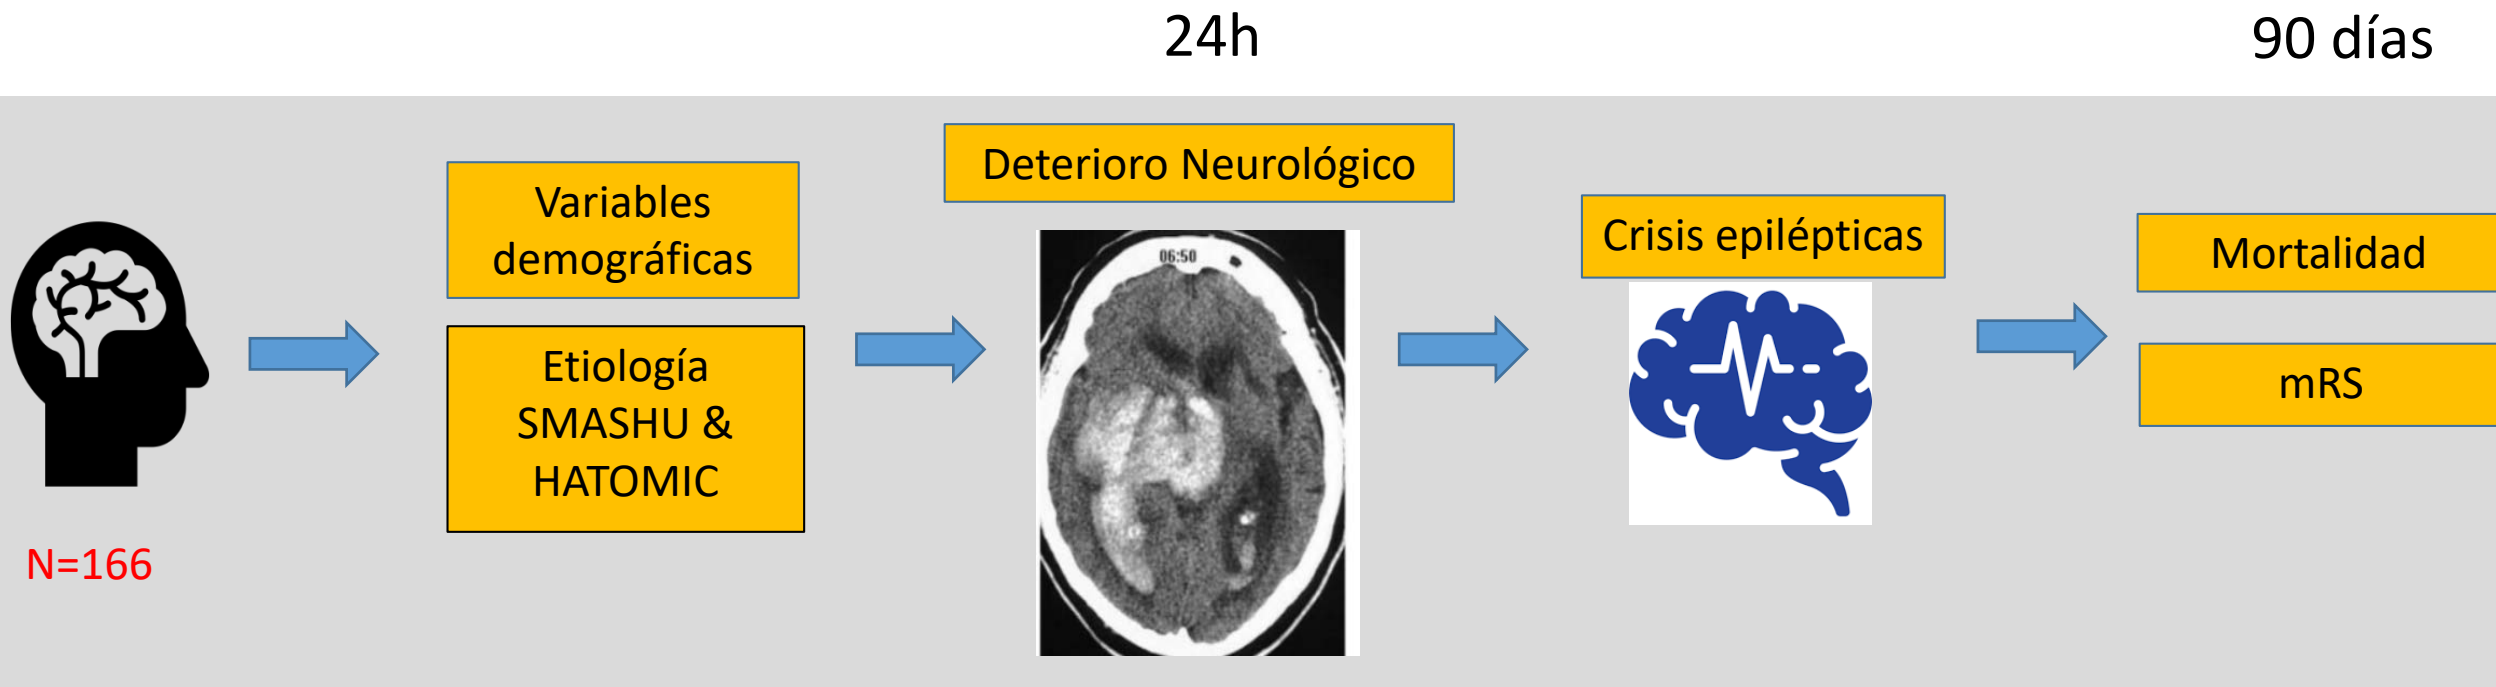 24h
90 días
Variables
demográficas
Etiología
SMASHU &
HATOMIC
Deterioro Neurológico
06:50
Crisis epilépticas
Mortalidad
mRS
N=166